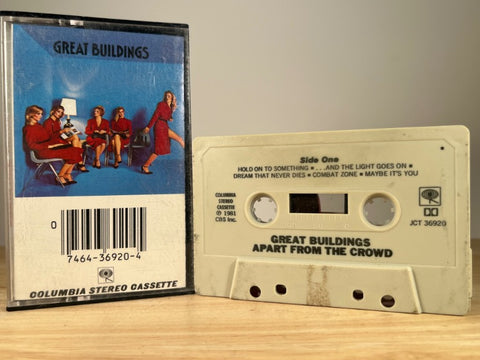 GREAT BUILDINGS
0
7464-36920-4
COLUMBIA STEREO CASSETTE
Side One
HOLD ON TO SOMETHING ■ ...AND THE LIGHT GOES ON ■
DREAM THAT NEVER DIES ■ COMBAT ZONE ■ MAYBE IT'S YOU
COLUMBIA
STEREO
CASSETTE
℗ 1981
CBS Inc.
JCT 36920
GREAT BUILDINGS
APART FROM THE CROWD